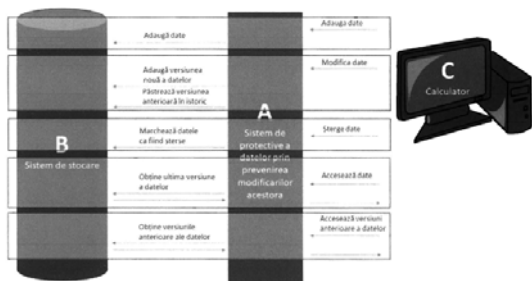 Adaugă date
Adauga date
Adaugă versiunea
nouă a datelor
Păstrează versiunea
anterioară în istoric
Modifica date
Marchează datele
ca fiind sterse
Sterge date
Obține ultima versiune
a datelor
Accesează date
Obține versiunile
anterioare ale datelor
Accesează versiuni
anterioare a datelor
B
Sistem de stocare
A
Sistem de
protective a
datelor prin
prevenirea
modificarilor
acestora
C
Calculator